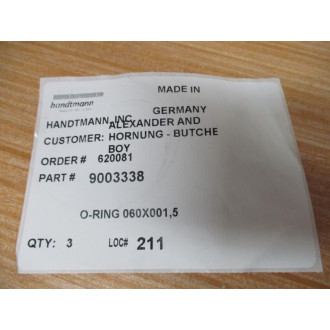 handtmann
MADE IN
GERMANY
HANDTMANN, INC.
CUSTOMER: ALEXANDER AND
HORNUNG - BUTCHE
BOY
ORDER # 620081
PART # 9003338
O-RING 060X001,5
QTY: 3 LOC# 211